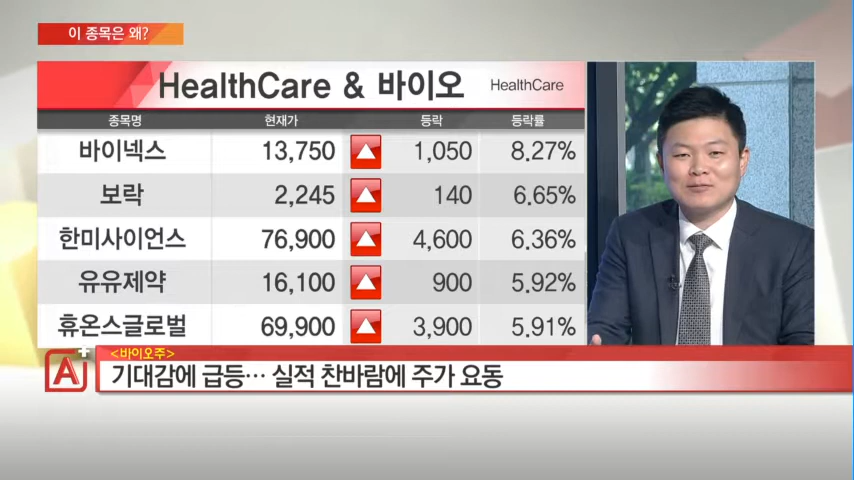 이 종목은 왜?
HealthCare & 바이오 HealthCare
종목명 현재가 등락 등락률
바이넥스 13,750 ▲ 1,050 8.27%
보락 2,245 ▲ 140 6.65%
한미사이언스 76,900 ▲ 4,600 6.36%
유유제약 16,100 ▲ 900 5.92%
휴온스글로벌 69,900 ▲ 3,900 5.91%
A+
<바이오주>
기대감에 급등… 실적 찬바람에 주가 요동